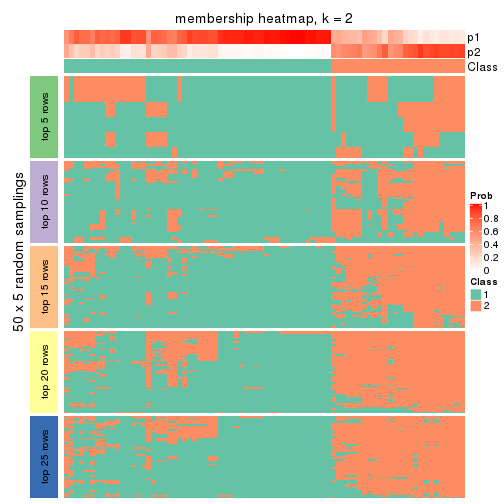 membership heatmap, k = 2
p1
p2
Class
50 x 5 random samplings
top 5 rows
top 10 rows
top 15 rows
top 20 rows
top 25 rows
Prob
1
0.8
0.6
0.4
0.2
0
Class
1
2